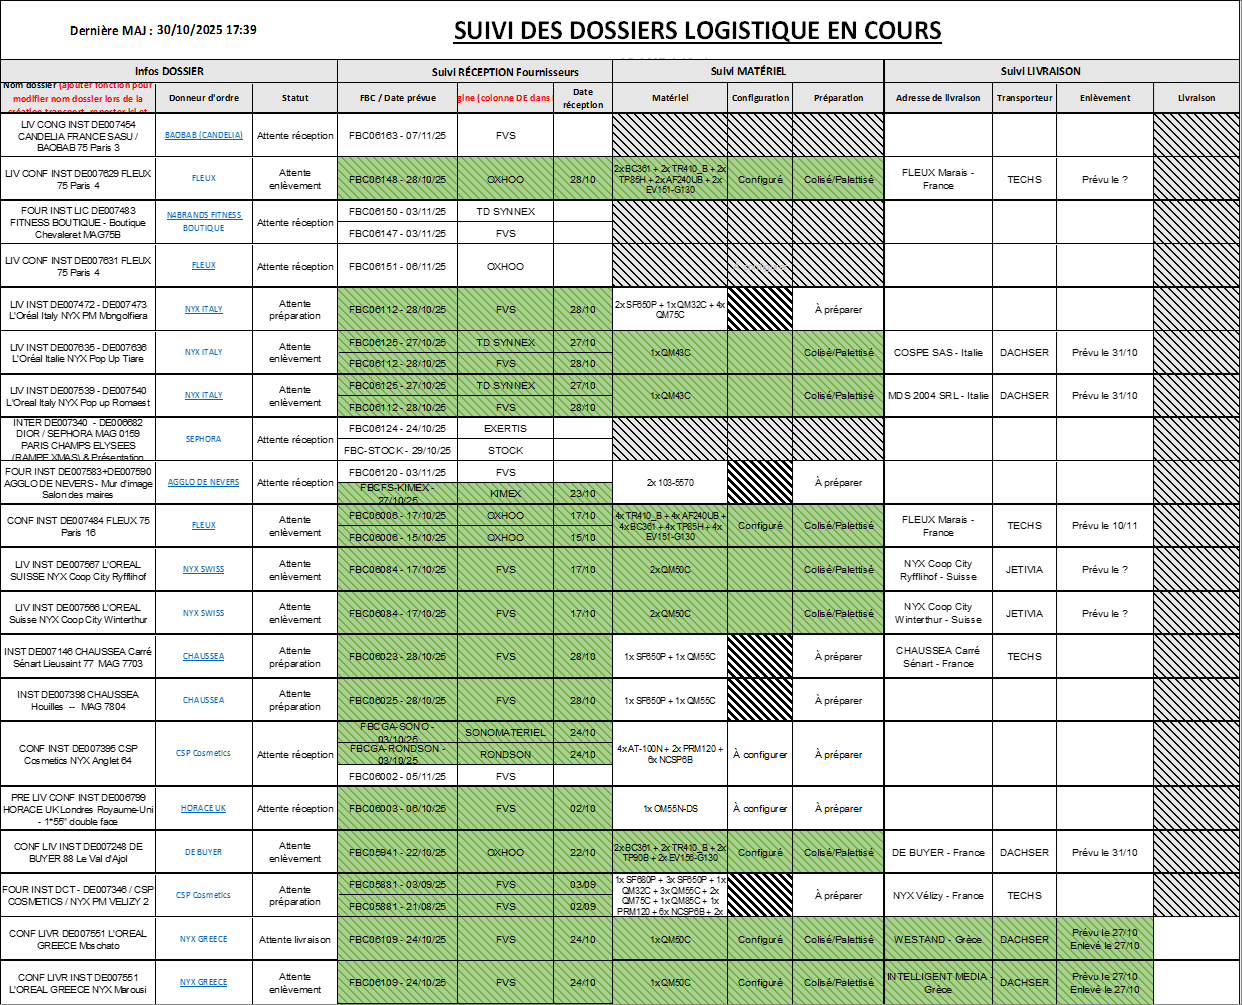 Dernière MAJ : 30/10/2025 17:39
SUIVI DES DOSSIERS LOGISTIQUE EN COURS
Infos DOSSIER
Suivi RÉCEPTION Fournisseurs
Suivi MATÉRIEL
Suivi LIVRAISON
Nom dossier (ajouter fonction pour
modifier nom dossier lors de la
création transport, reporter ici et
Donneur d'ordre
Statut
FBC / Date prévue
gine (colonne DE dans
Date
réception
Matériel
Configuration
Préparation
Adresse de livraison
Transporteur
Enlèvement
Livraison
LIV CONG INST DE007454
CANDELIA FRANCE SASU /
BAOBAB 75 Paris 3
BAOBAB (CANDELIA)
Attente réception
FBC06163 - 07/11/25
FVS
LIV CONF INST DE007629 FLEUX
75 Paris 4
FLEUX
Attente
enlèvement
FBC06148 - 28/10/25
OXHOO
28/10
2x BC361 + 2x TR410_B + 2x
TP85H + 2x AF240UB + 2x
EV151-G130
Configuré
Colisé/Palettisé
FLEUX Marais -
France
TECHS
Prévu le ?
FOUR INST LIC DE007483
FITNESS BOUTIQUE - Boutique
Chevaleret MAG75B
N4BRANDS FITNESS
BOUTIQUE
Attente réception
FBC06150 - 03/11/25
TD SYNNEX
FBC06147 - 03/11/25
FVS
LIV CONF INST DE007631 FLEUX
75 Paris 4
FLEUX
Attente réception
FBC06151 - 06/11/25
OXHOO
LIV INST DE007472 - DE007473
L'Oréal Italy NYX PM Mongolfiera
NYX ITALY
Attente
préparation
FBC06112 - 28/10/25
FVS
28/10
2x SF650P + 1x QM32C + 4x
QM75C
À préparer
LIV INST DE007635 - DE007636
L'Oréal Italie NYX Pop Up Tiare
NYX ITALY
Attente
enlèvement
FBC06125 - 27/10/25
TD SYNNEX
27/10
FBC06112 - 28/10/25
FVS
28/10
1x QM43C
Colisé/Palettisé
COSPE SAS - Italie
DACHSER
Prévu le 31/10
LIV INST DE007539 - DE007540
L'Oreal Italy NYX Pop up Romaest
NYX ITALY
Attente
enlèvement
FBC06125 - 27/10/25
TD SYNNEX
27/10
FBC06112 - 28/10/25
FVS
28/10
1x QM43C
Colisé/Palettisé
MDS 2004 SRL - Italie
DACHSER
Prévu le 31/10
INTER DE007340 - DE006682
DIOR / SEPHORA MAG 0159
PARIS CHAMPS ELYSEES
(RAMPE XMAS) & Présentation
SEPHORA
Attente réception
FBC06124 - 24/10/25
EXERTIS
FBC-STOCK - 29/10/25
STOCK
FOUR INST DE007583+DE007590
AGGLO DE NEVERS - Mur d'image
Salon des maires
AGGLO DE NEVERS
Attente réception
FBC06120 - 03/11/25
FVS
FBCFS-KIMEX -
27/10/25
KIMEX
23/10
2x 103-5570
À préparer
CONF INST DE007484 FLEUX 75
Paris 16
FLEUX
Attente
enlèvement
FBC06006 - 17/10/25
OXHOO
17/10
FBC06006 - 15/10/25
OXHOO
15/10
4x TR410_B + 4x AF240UB +
4x BC361 + 4x TP85H + 4x
EV151-G130
Configuré
Colisé/Palettisé
FLEUX Marais -
France
TECHS
Prévu le 10/11
LIV INST DE007567 L'OREAL
SUISSE NYX Coop City Ryfflihof
NYX SWISS
Attente
enlèvement
FBC06084 - 17/10/25
FVS
17/10
2x QM50C
Colisé/Palettisé
NYX Coop City
Ryfflihof - Suisse
JETIVIA
Prévu le ?
LIV INST DE007566 L'OREAL
Suisse NYX Coop City Winterthur
NYX SWISS
Attente
enlèvement
FBC06084 - 17/10/25
FVS
17/10
2x QM50C
Colisé/Palettisé
NYX Coop City
Winterthur - Suisse
JETIVIA
Prévu le ?
INST DE007146 CHAUSSEA Carré
Sénart Lieusaint 77 MAG 7703
CHAUSSEA
Attente
préparation
FBC06023 - 28/10/25
FVS
28/10
1x SF650P + 1x QM55C
À préparer
CHAUSSEA Carré
Sénart - France
TECHS
INST DE007398 CHAUSSEA
Houilles -- MAG 7804
CHAUSSEA
Attente
préparation
FBC06025 - 28/10/25
FVS
28/10
1x SF650P + 1x QM55C
À préparer
CONF INST DE007395 CSP
Cosmetics NYX Anglet 64
CSP Cosmetics
Attente réception
FBCGA-SONO -
03/10/25
SONOMATERIEL
24/10
FBCGA-RONDSON -
03/10/25
RONDSON
24/10
FBC06002 - 05/11/25
FVS
4x AT-100N + 2x PRM120 +
6x NCSP6B
À configurer
À préparer
PRE LIV CONF INST DE006799
HORACE UK Londres Royaume-Uni
- 1*55" double face
HORACE UK
Attente réception
FBC06003 - 06/10/25
FVS
02/10
1x OM55N-DS
À configurer
À préparer
CONF LIV INST DE007248 DE
BUYER 88 Le Val d'Ajol
DE BUYER
Attente
enlèvement
FBC05941 - 22/10/25
OXHOO
22/10
2x BC361 + 2x TR410_B + 2x
TP90B + 2x EV156-G130
Configuré
Colisé/Palettisé
DE BUYER - France
DACHSER
Prévu le 31/10
FOUR INST DCT - DE007346 / CSP
COSMETICS / NYX PM VELIZY 2
CSP Cosmetics
Attente
préparation
FBC05881 - 03/09/25
FVS
03/09
FBC05881 - 21/08/25
FVS
02/09
1x SF680P + 3x SF650P + 1x
QM32C + 3x QM55C + 2x
QM75C + 1x QM85C + 1x
PRM120 + 6x NCSP6B + 2x
À préparer
NYX Vélizy - France
TECHS
CONF LIVR DE007551 L'OREAL
GREECE Moschato
NYX GREECE
Attente livraison
FBC06109 - 24/10/25
FVS
24/10
1x QM50C
Configuré
Colisé/Palettisé
WESTAND - Grèce
DACHSER
Prévu le 27/10
Enlevé le 27/10
CONF LIVR DE007551
L'OREAL GREECE NYX Marousi
NYX GREECE
Attente
enlèvement
FBC06109 - 24/10/25
FVS
24/10
1x QM50C
Configuré
Colisé/Palettisé
INTELLIGENT MEDIA -
Grèce
DACHSER
Prévu le 27/10
Enlevé le 27/10